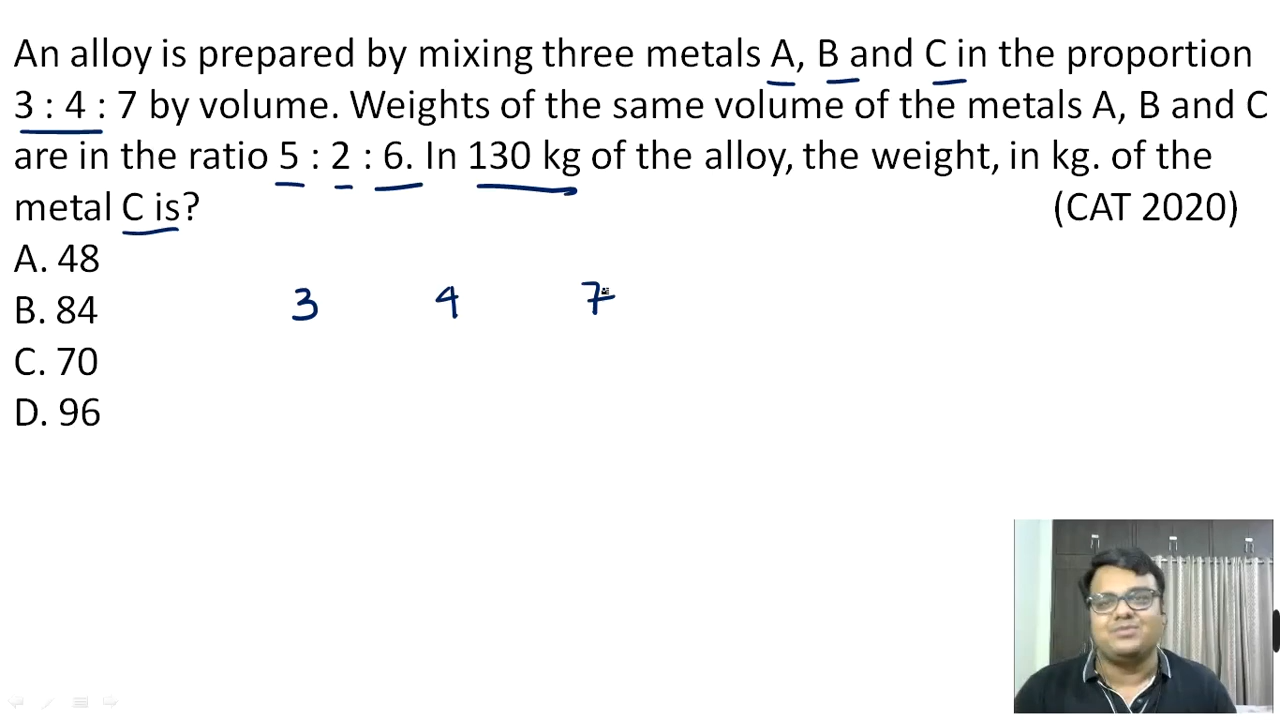 An alloy is prepared by mixing three metals A, B and C in the proportion
3 : 4 : 7 by volume. Weights of the same volume of the metals A, B and C
are in the ratio 5 : 2 : 6. In 130 kg of the alloy, the weight, in kg. of the
metal C is? (CAT 2020)
A. 48
B. 84
C. 70
D. 96
3 4 7